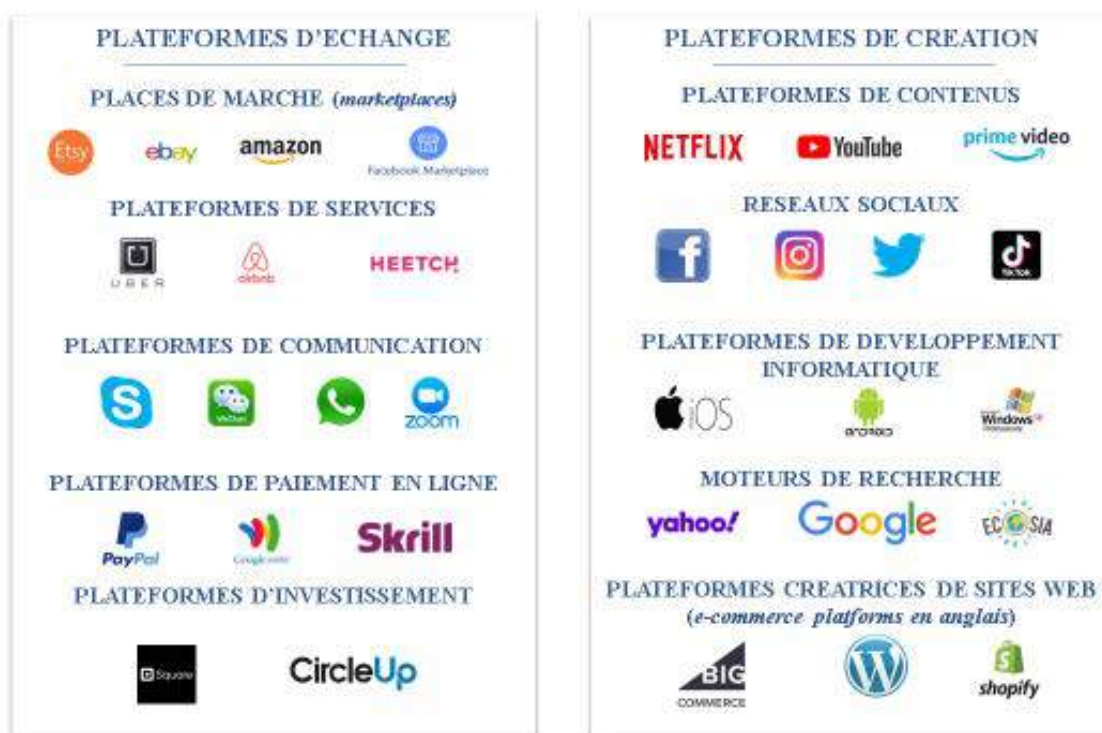 PLATEFORMES D'ECHANGE
PLACES DE MARCHE (marketplaces)
Etsy ebay amazon
Facebook Marketplace
PLATEFORMES DE SERVICES
UBER airbnb HEETCH
PLATEFORMES DE COMMUNICATION
S WeChat zoom
PLATEFORMES DE PAIEMENT EN LIGNE
PayPal Google Skrill
PLATEFORMES D'INVESTISSEMENT
Square CircleUp
PLATEFORMES DE CREATION
PLATEFORMES DE CONTENUS
NETFLIX YouTube prime video
RESEAUX SOCIAUX
f TikTok
PLATEFORMES DE DEVELOPPEMENT
INFORMATIQUE
iOS ANDROID Windows
MOTEURS DE RECHERCHE
yahoo! Google ECOSIA
PLATEFORMES CREATRICES DE SITES WEB
(e-commerce platforms en anglais)
BIG COMMERCE W shopify